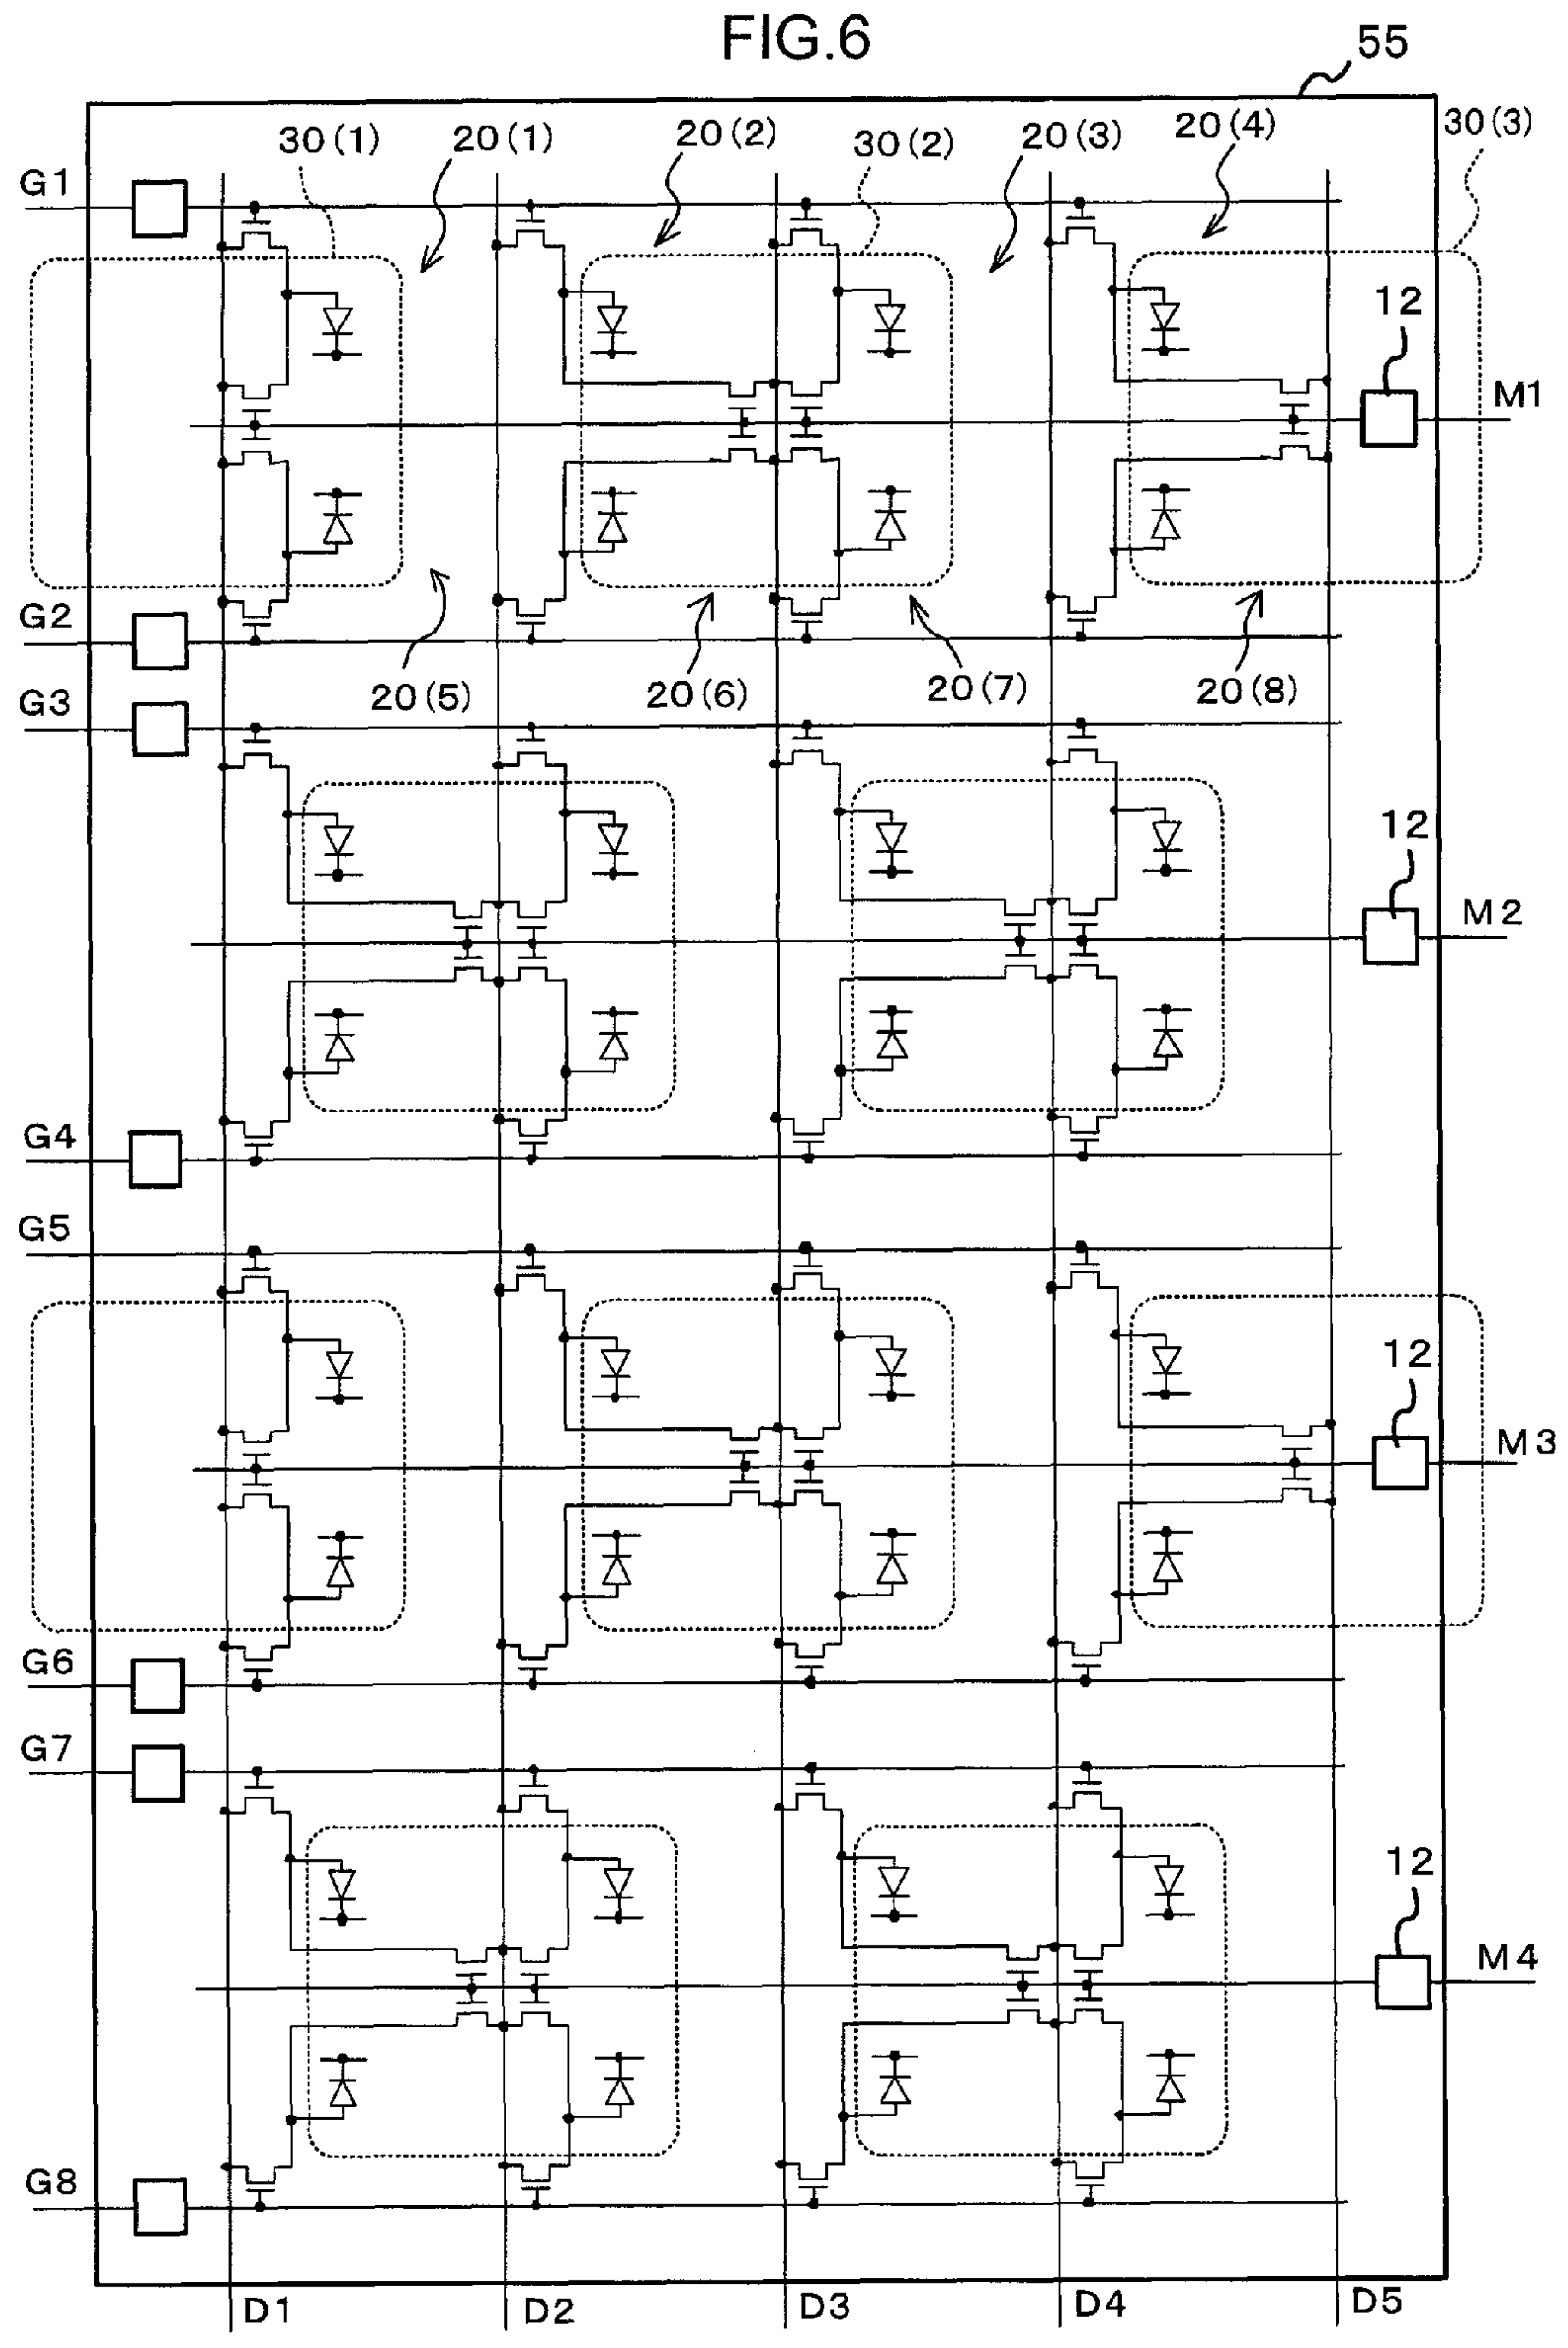 FIG.6
55
30(1)
20(1)
20(2)
30(2)
20(3)
20(4)
30(3)
G1
12
M1
G2
20(5)
20(6)
20(7)
20(8)
G3
12
M2
G4
G5
12
M3
G6
G7
12
M4
G8
D1
D2
D3
D4
D5